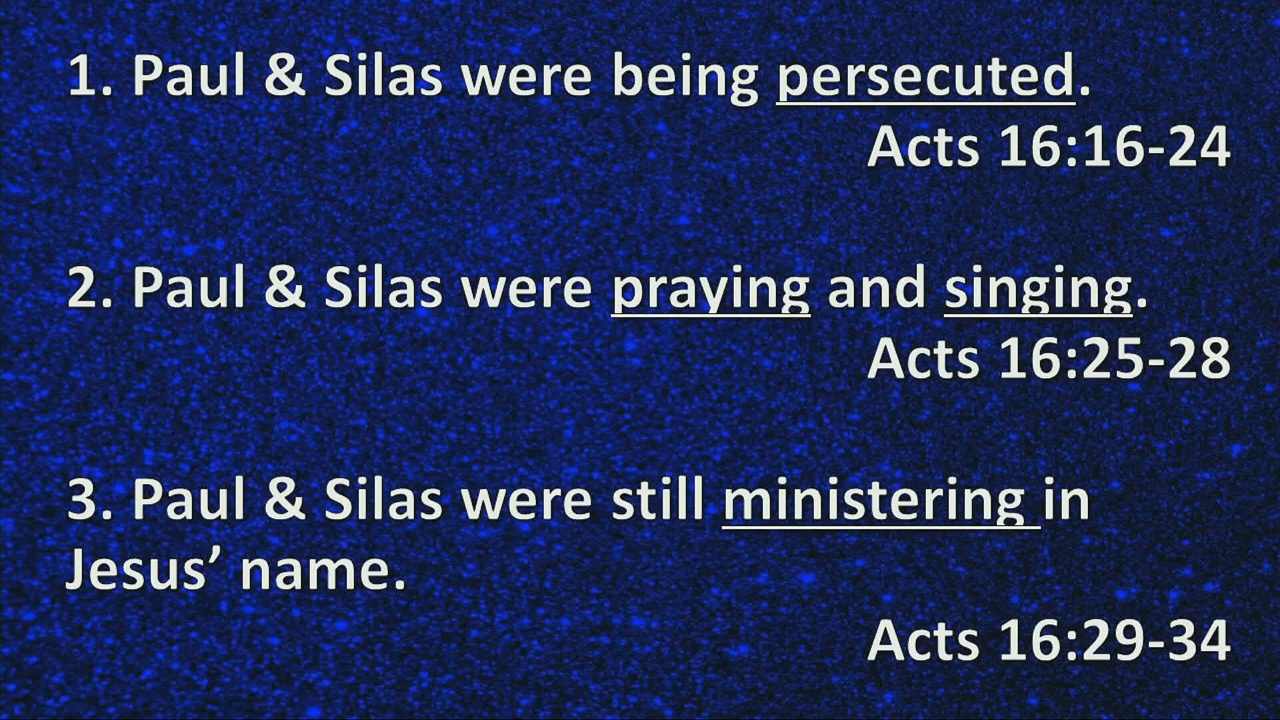 1. Paul & Silas were being persecuted.
Acts 16:16-24
2. Paul & Silas were praying and singing.
Acts 16:25-28
3. Paul & Silas were still ministering in
Jesus’ name.
Acts 16:29-34